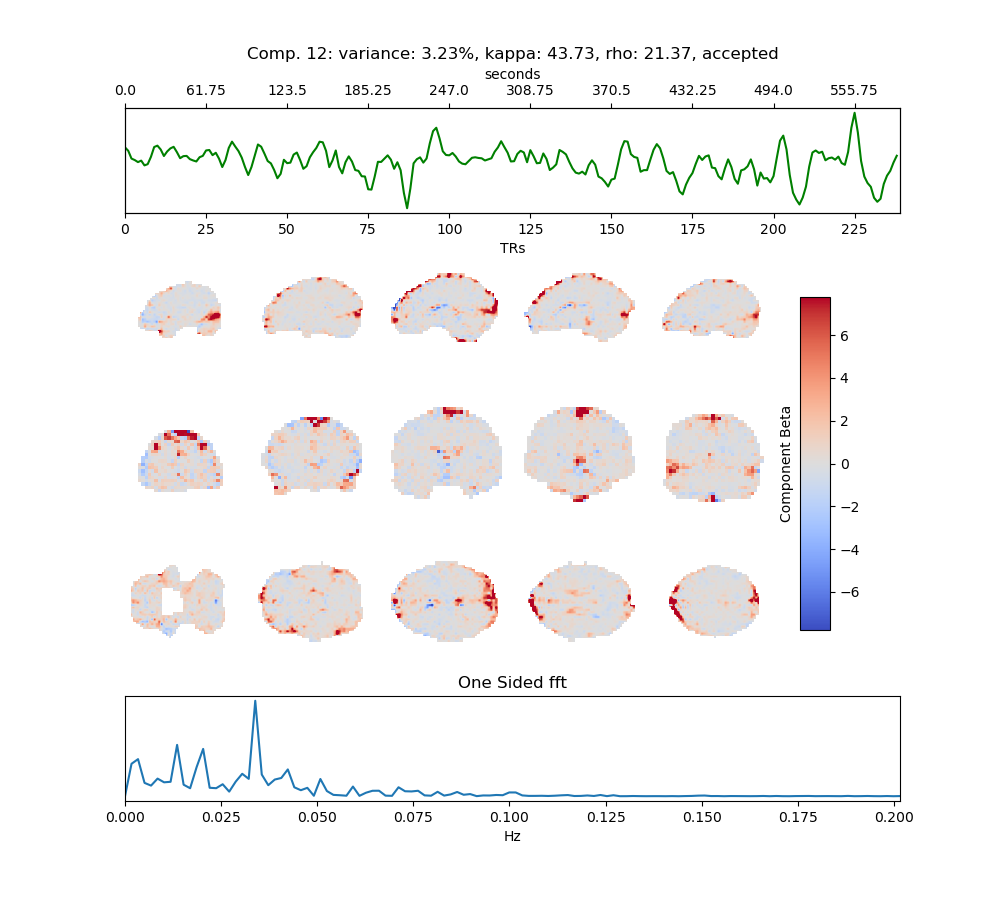 Comp. 12: variance: 3.23%, kappa: 43.73, rho: 21.37, accepted
seconds
0.0 61.75 123.5 185.25 247.0 308.75 370.5 432.25 494.0 555.75
0 25 50 75 100 125 150 175 200 225
TRs
6
4
2
0
−2
−4
−6
Component Beta
One Sided fft
0.000 0.025 0.050 0.075 0.100 0.125 0.150 0.175 0.200
Hz